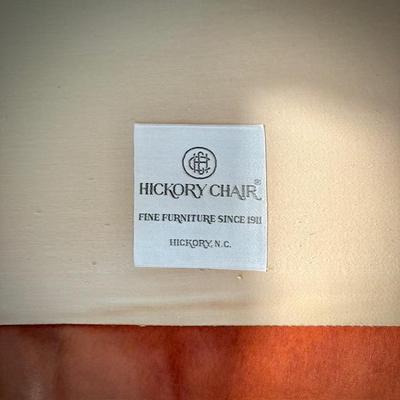 HICKORY CHAIR®
FINE FURNITURE SINCE 1911
HICKORY, N.C.